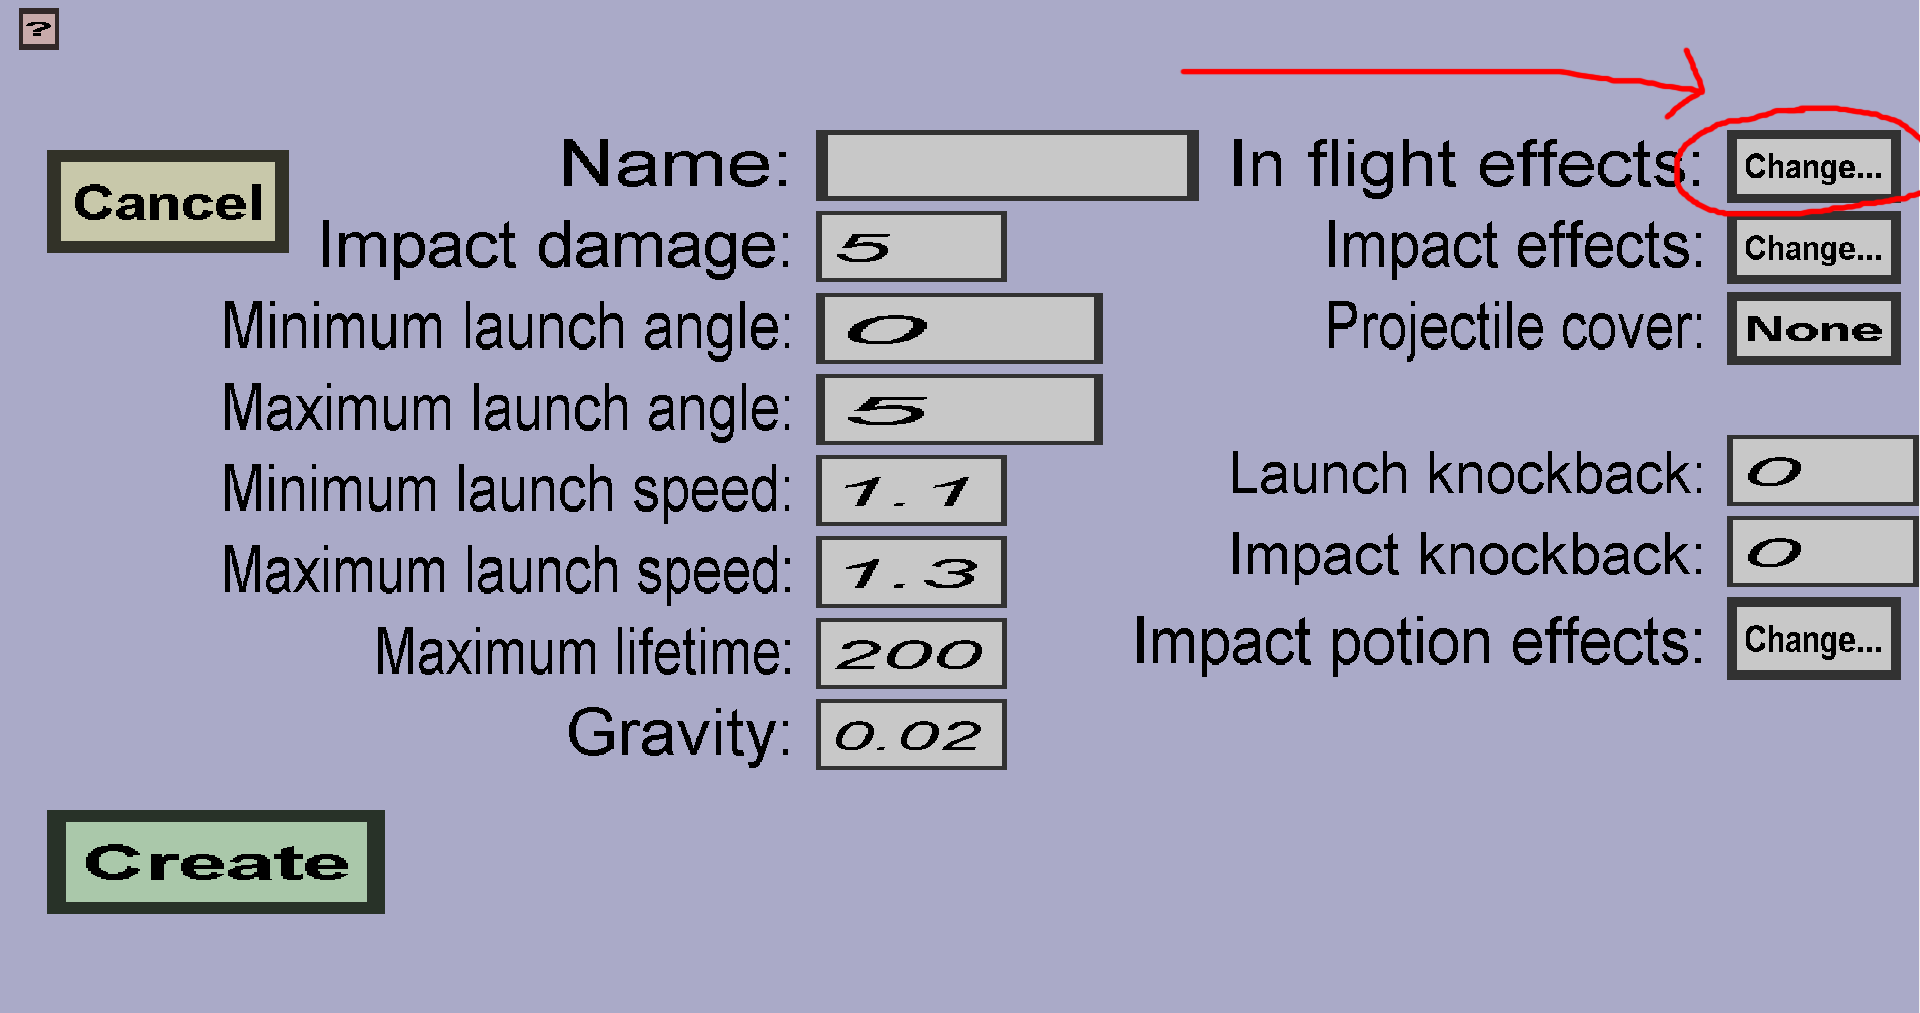 ?
Cancel
Name:
Impact damage: 5
Minimum launch angle: 0
Maximum launch angle: 5
Minimum launch speed: 1.1
Maximum launch speed: 1.3
Maximum lifetime: 200
Gravity: 0.02
In flight effects: Change...
Impact effects: Change...
Projectile cover: None
Launch knockback: 0
Impact knockback: 0
Impact potion effects: Change...
Create